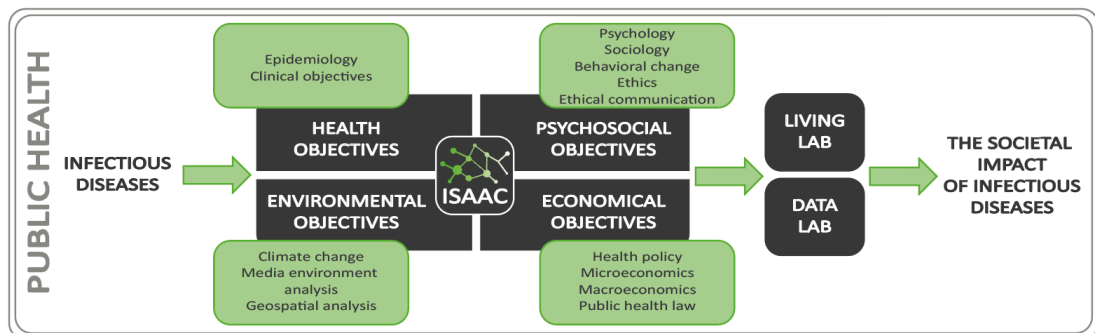 PUBLIC HEALTH
INFECTIOUS
DISEASES
Epidemiology
Clinical objectives
HEALTH
OBJECTIVES
Psychology
Sociology
Behavioral change
Ethics
Ethical communication
PSYCHOSOCIAL
OBJECTIVES
ISAAC
ENVIRONMENTAL
OBJECTIVES
Climate change
Media environment
analysis
Geospatial analysis
ECONOMICAL
OBJECTIVES
Health policy
Microeconomics
Macroeconomics
Public health law
LIVING
LAB
DATA
LAB
THE SOCIETAL
IMPACT
OF INFECTIOUS
DISEASES